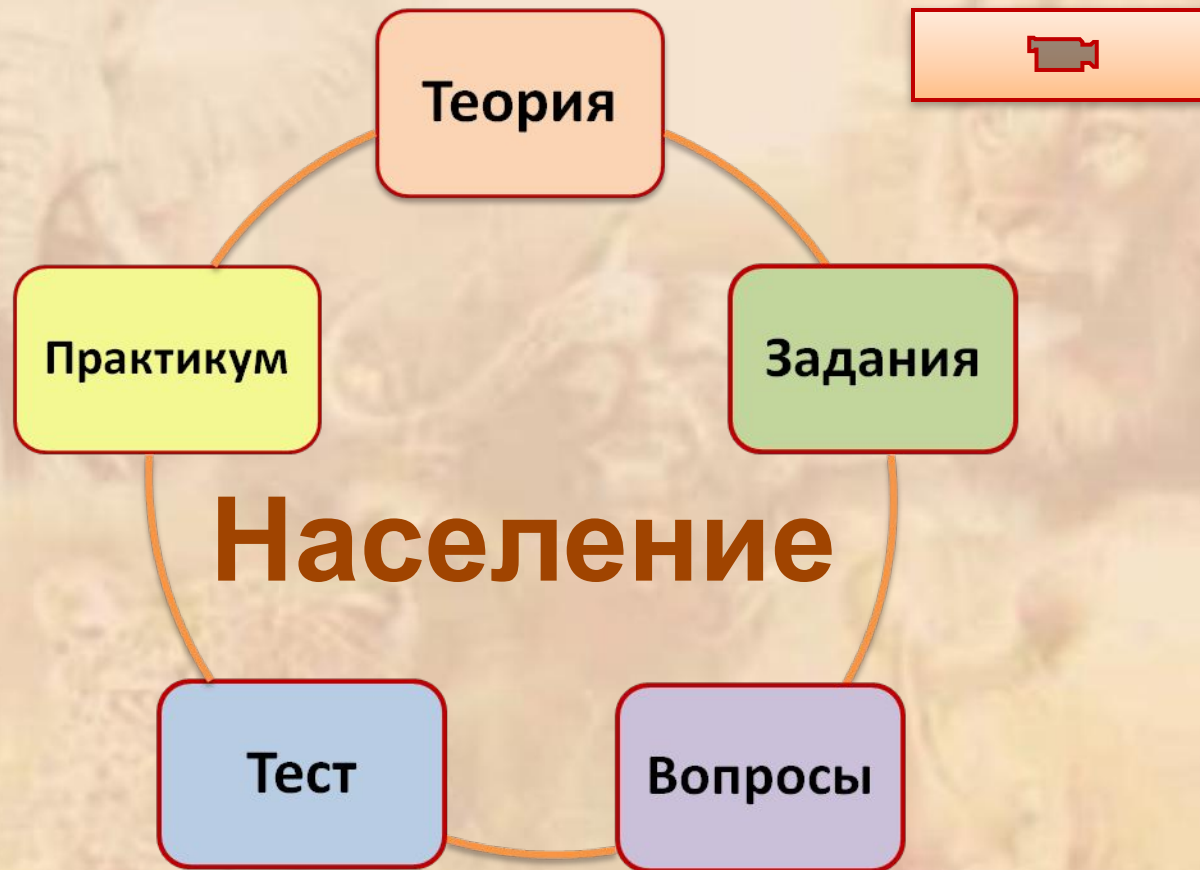 Теория
Практикум
Задания
Население
Тест
Вопросы